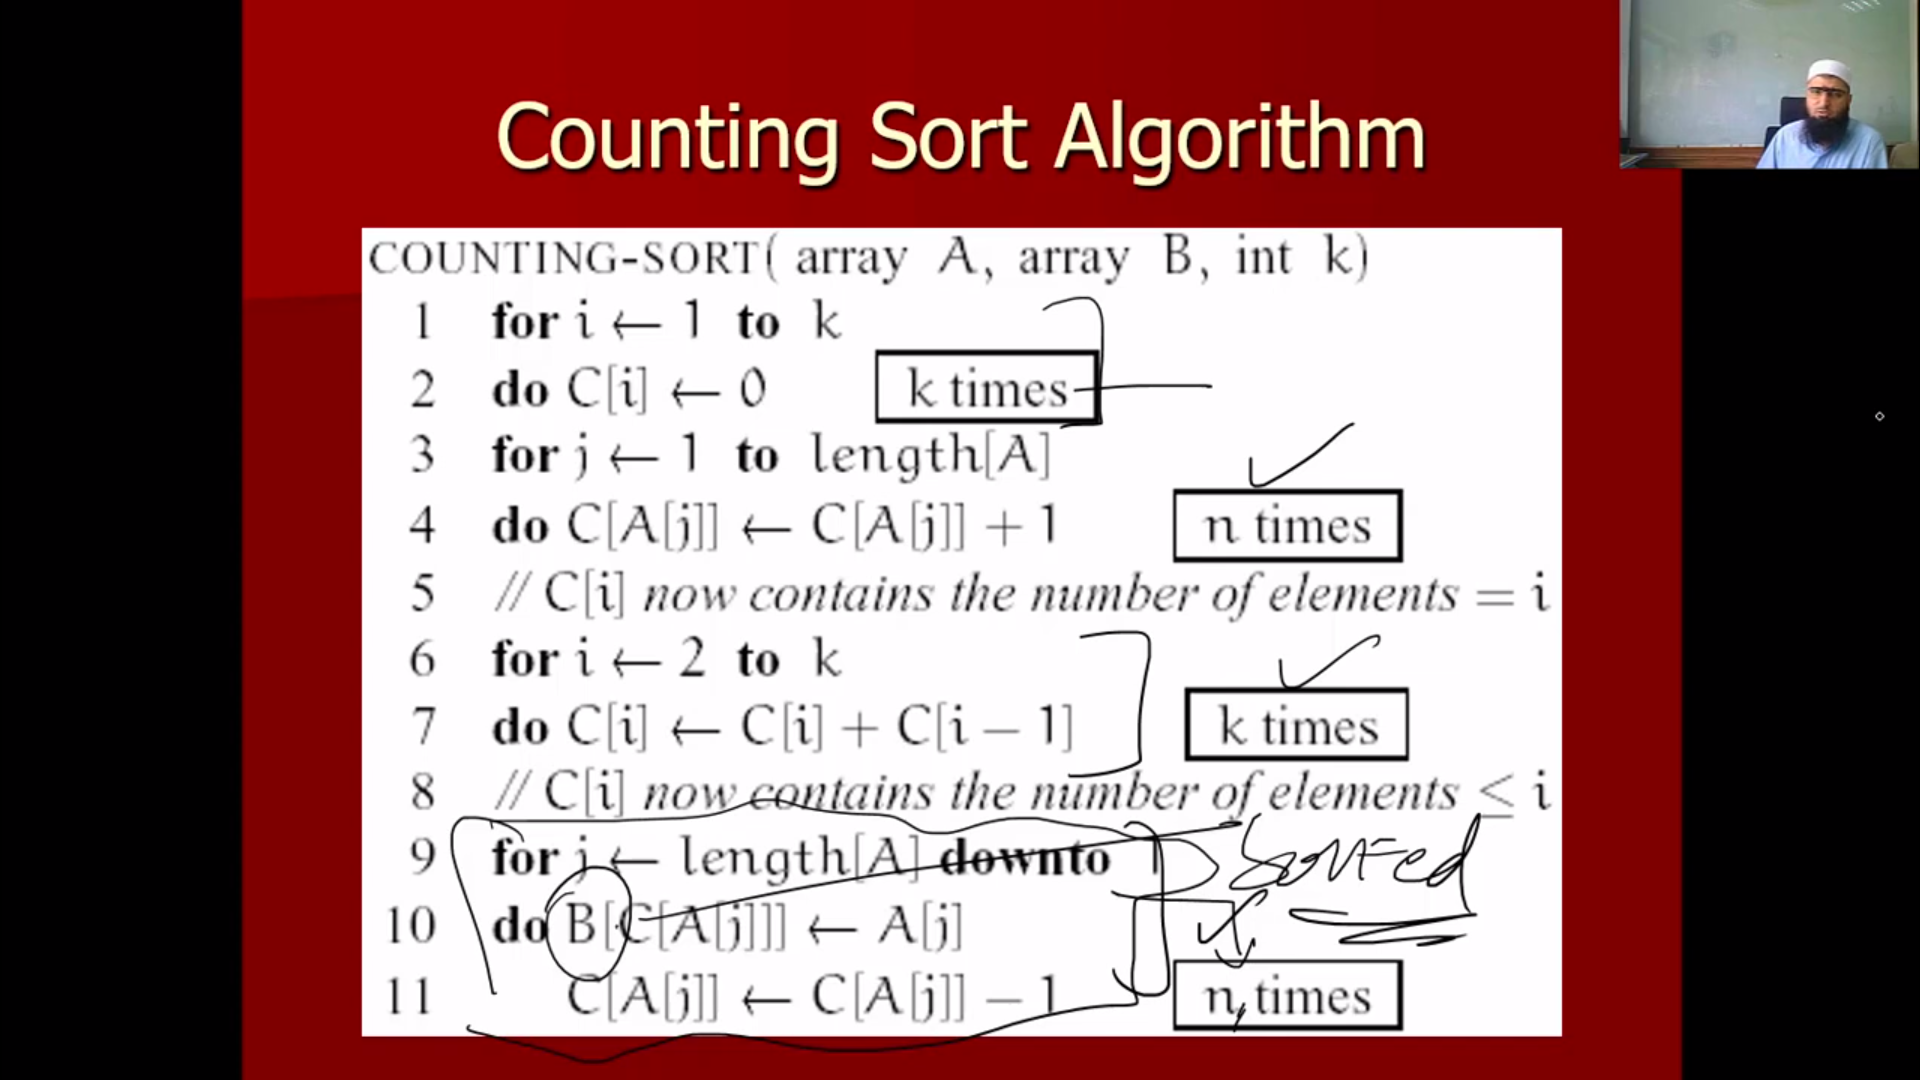 Counting Sort Algorithm
COUNTING-SORT( array A, array B, int k)
1 for i ← 1 to k
2 do C[i] ← 0 k times
3 for j ← 1 to length[A]
4 do C[A[j]] ← C[A[j]] + 1 n times
5 // C[i] now contains the number of elements = i
6 for i ← 2 to k
7 do C[i] ← C[i] + C[i − 1] k times
8 // C[i] now contains the number of elements ≤ i
9 for j ← length[A] downto 1 Sorted
10 do B[C[A[j]]] ← A[j]
11 C[A[j]] ← C[A[j]] − 1 n times